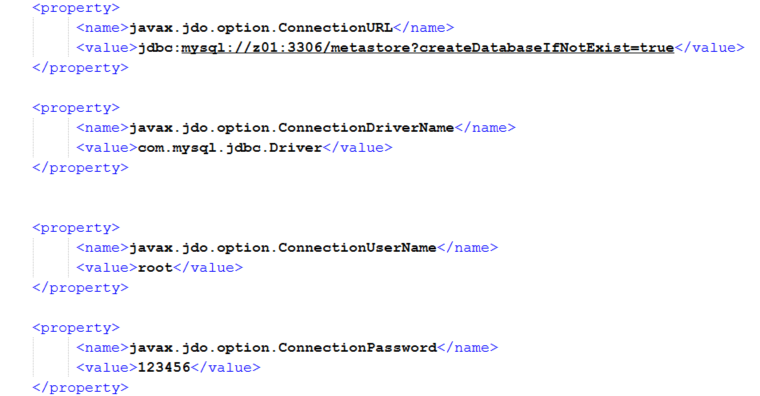 <property>
<name>javax.jdo.option.ConnectionURL</name>
<value>jdbc:mysql://z01:3306/metastore?createDatabaseIfNotExist=true</value>
</property>
<property>
<name>javax.jdo.option.ConnectionDriverName</name>
<value>com.mysql.jdbc.Driver</value>
</property>
<property>
<name>javax.jdo.option.ConnectionUserName</name>
<value>root</value>
</property>
<property>
<name>javax.jdo.option.ConnectionPassword</name>
<value>123456</value>
</property>